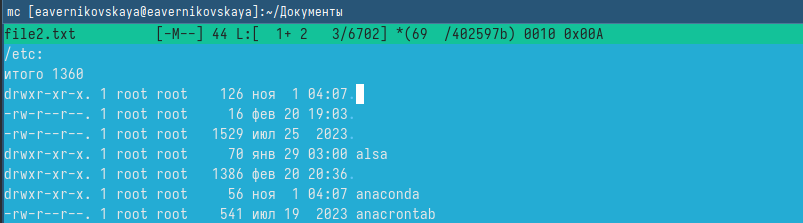 mc [eavernikovskaya@eavernikovskaya]:~/Документы
file2.txt [-M--] 44 L:[ 1+ 2 3/6702] *(69 /402597b) 0010 0x00A
/etc:
итого 1360
drwxr-xr-x. 1 root root 126 ноя 1 04:07.
-rw-r--r--. 1 root root 16 фев 20 19:03.
-rw-r--r--. 1 root root 1529 июл 25 2023.
drwxr-xr-x. 1 root root 70 янв 29 03:00 alsa
drwxr-xr-x. 1 root root 1386 фев 20 20:36.
drwxr-xr-x. 1 root root 56 ноя 1 04:07 anaconda
-rw-r--r--. 1 root root 541 июл 19 2023 anacrontab